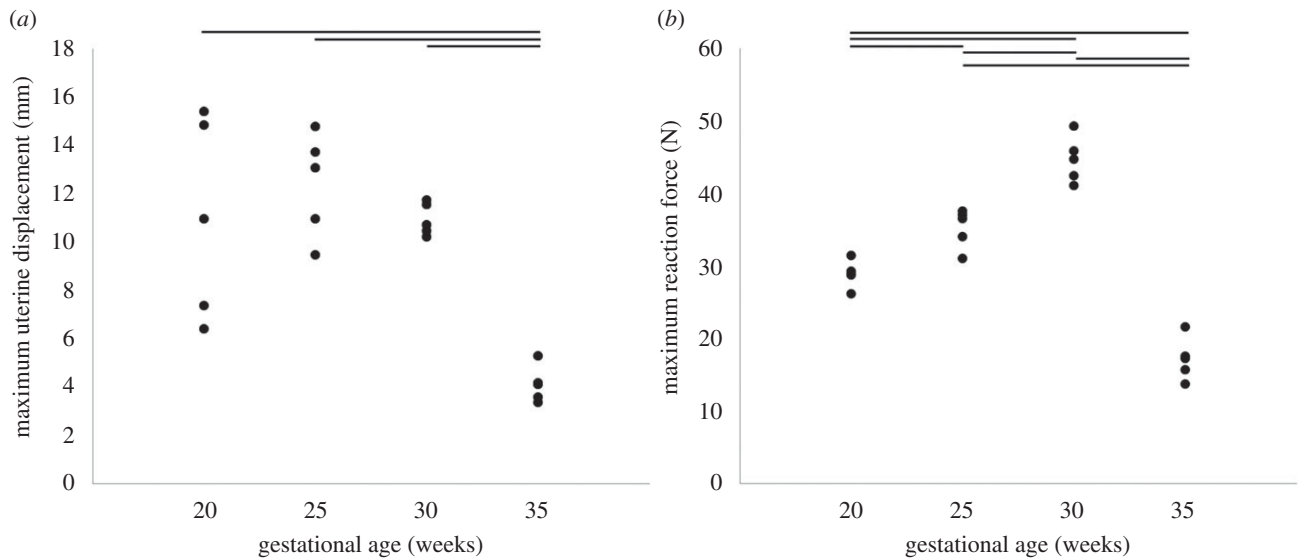 (a)
maximum uterine displacement (mm)
18
16
14
12
10
8
6
4
2
0
20 25 30 35
gestational age (weeks)
(b)
maximum reaction force (N)
60
50
40
30
20
10
0
20 25 30 35
gestational age (weeks)